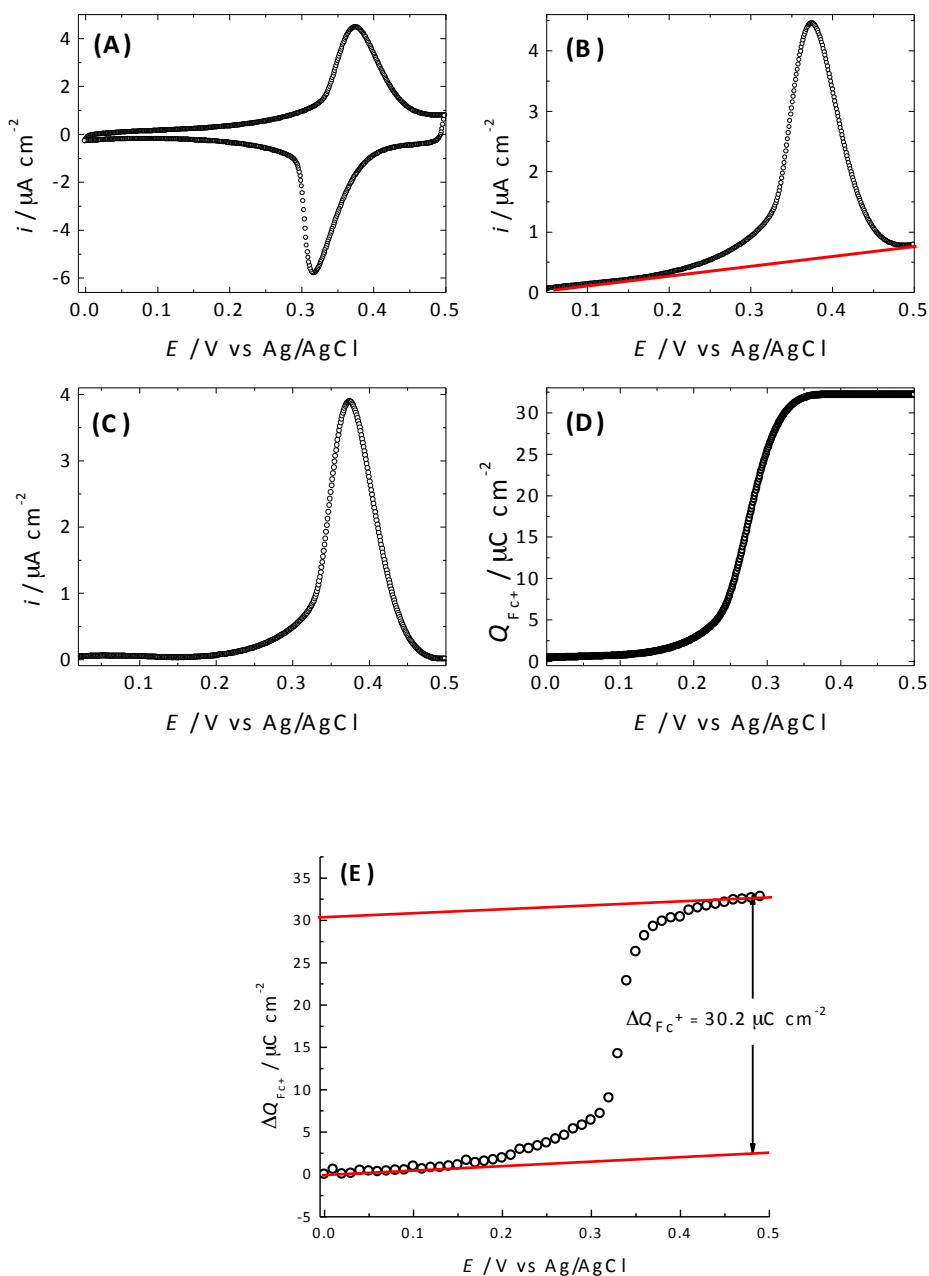 (A)
4
2
0
-2
-4
-6
i / µA cm-2
0.0 0.1 0.2 0.3 0.4 0.5
E / V vs Ag/AgCl
(B)
4
3
2
1
0
i / µA cm-2
0.1 0.2 0.3 0.4 0.5
E / V vs Ag/AgCl
(C)
4
3
2
1
0
i / µA cm-2
0.1 0.2 0.3 0.4 0.5
E / V vs Ag/AgCl
(D)
30
25
20
15
10
5
0
Q Fc+ / µC cm-2
0.0 0.1 0.2 0.3 0.4 0.5
E / V vs Ag/AgCl
(E)
35
30
25
20
15
10
5
0
-5
ΔQ Fc+ / µC cm-2
ΔQ Fc+ = 30.2 µC cm-2
0.0 0.1 0.2 0.3 0.4 0.5
E / V vs Ag/AgCl